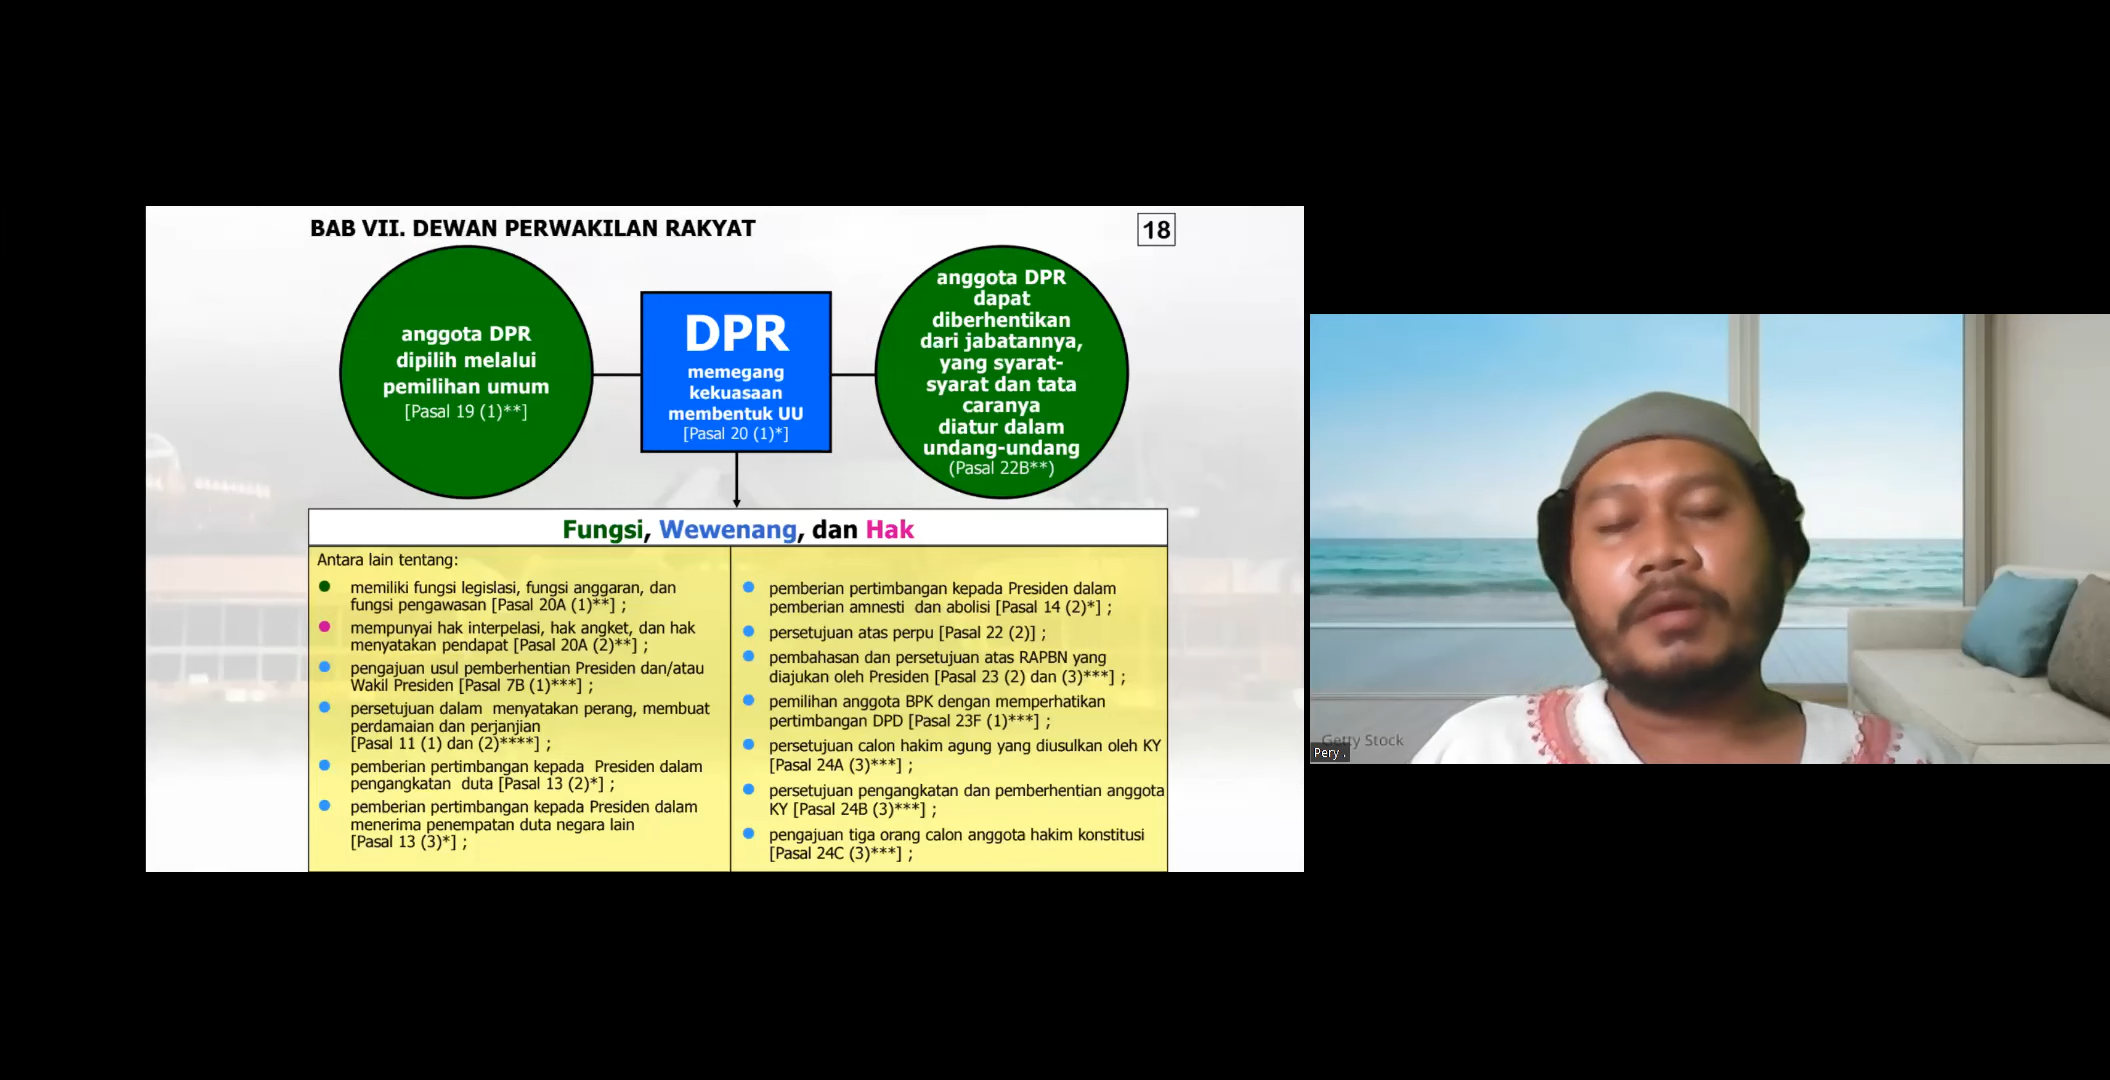 BAB VII. DEWAN PERWAKILAN RAKYAT
18
anggota DPR
dipilih melalui
pemilihan umum
[Pasal 19 (1)**]
DPR
memegang
kekuasaan
membentuk UU
[Pasal 20 (1)*]
anggota DPR
dapat
diberhentikan
dari jabatannya,
yang syarat-
syarat dan tata
caranya
diatur dalam
undang-undang
(Pasal 22B**)
Fungsi, Wewenang, dan Hak
Antara lain tentang:
memiliki fungsi legislasi, fungsi anggaran, dan
fungsi pengawasan [Pasal 20A (1)**] ;
mempunyai hak interpelasi, hak angket, dan hak
menyatakan pendapat [Pasal 20A (2)**] ;
pengajuan usul pemberhentian Presiden dan/atau
Wakil Presiden [Pasal 7B (1)***] ;
persetujuan dalam menyatakan perang, membuat
perdamaian dan perjanjian
[Pasal 11 (1) dan (2)****] ;
pemberian pertimbangan kepada Presiden dalam
pengangkatan duta [Pasal 13 (2)*] ;
pemberian pertimbangan kepada Presiden dalam
menerima penempatan duta negara lain
[Pasal 13 (3)*] ;
pemberian pertimbangan kepada Presiden dalam
pemberian amnesti dan abolisi [Pasal 14 (2)*] ;
persetujuan atas perpu [Pasal 22 (2)] ;
pembahasan dan persetujuan atas RAPBN yang
diajukan oleh Presiden [Pasal 23 (2) dan (3)***] ;
pemilihan anggota BPK dengan memperhatikan
pertimbangan DPD [Pasal 23F (1)***] ;
persetujuan calon hakim agung yang diusulkan oleh KY
[Pasal 24A (3)***] ;
persetujuan pengangkatan dan pemberhentian anggota
KY [Pasal 24B (3)***] ;
pengajuan tiga orang calon anggota hakim konstitusi
[Pasal 24C (3)***] ;
Getty Stock
Pery .